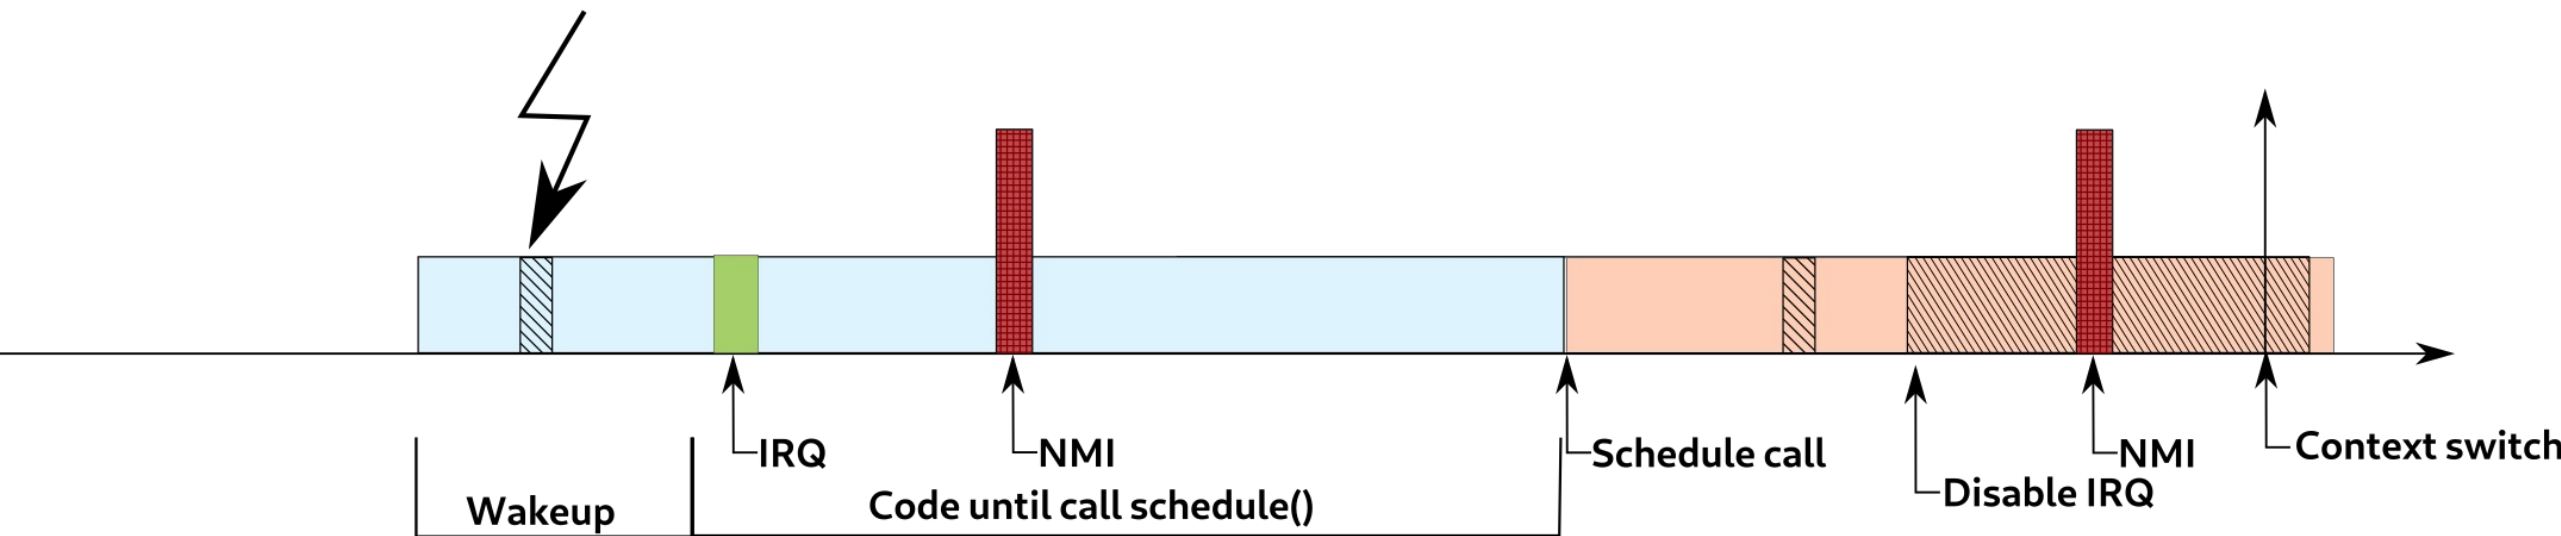 IRQ
NMI
Schedule call
NMI
Context switch
Disable IRQ
Wakeup
Code until call schedule()